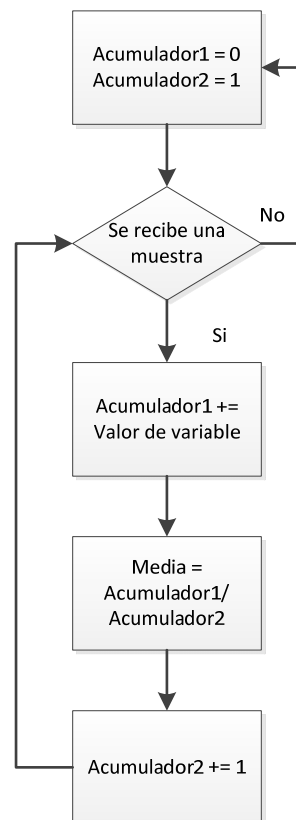 Acumulador1 = 0
Acumulador2 = 1
Se recibe una
muestra
No
Si
Acumulador1 +=
Valor de variable
Media =
Acumulador1/
Acumulador2
Acumulador2 += 1